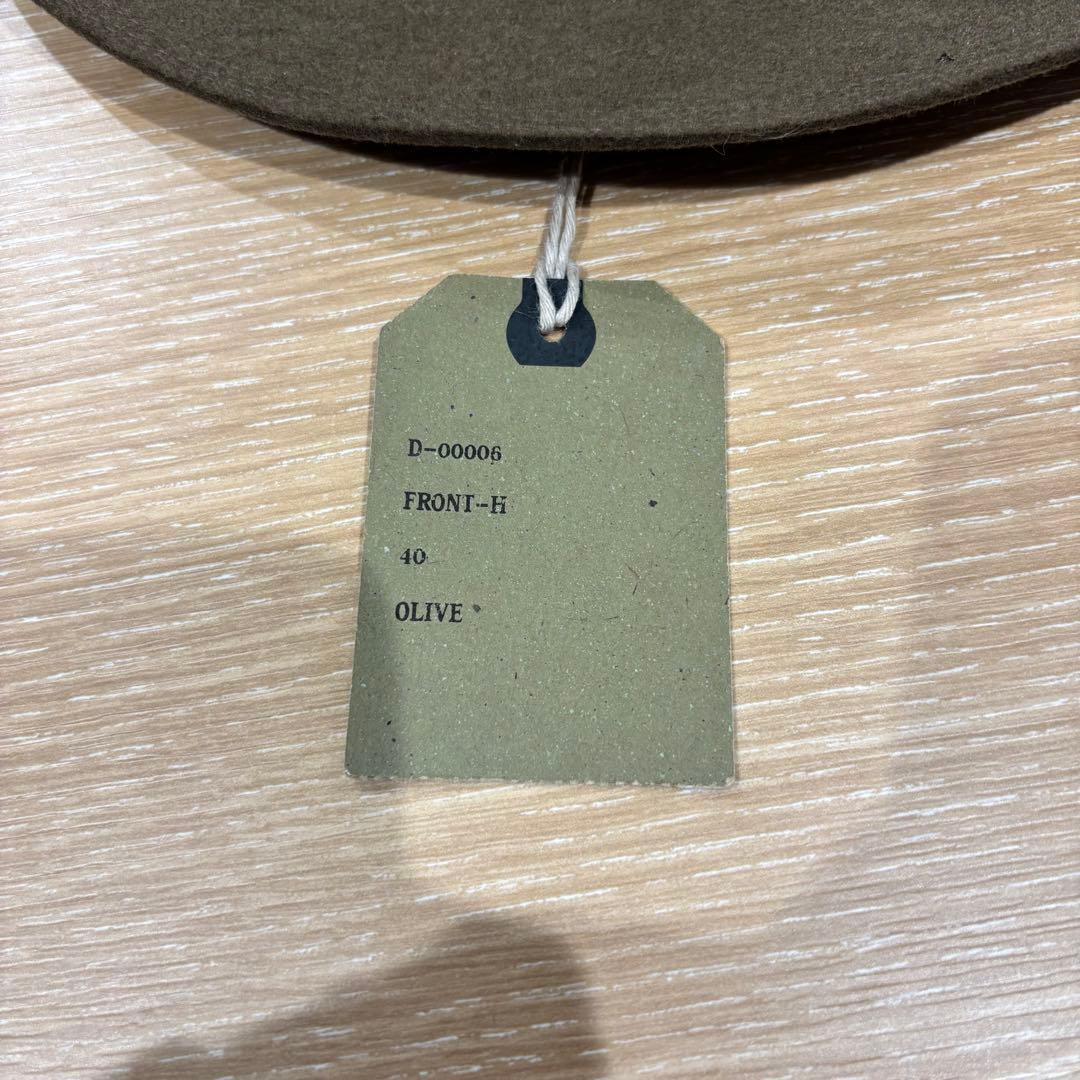 D-00006
FRONT-H
40
OLIVE